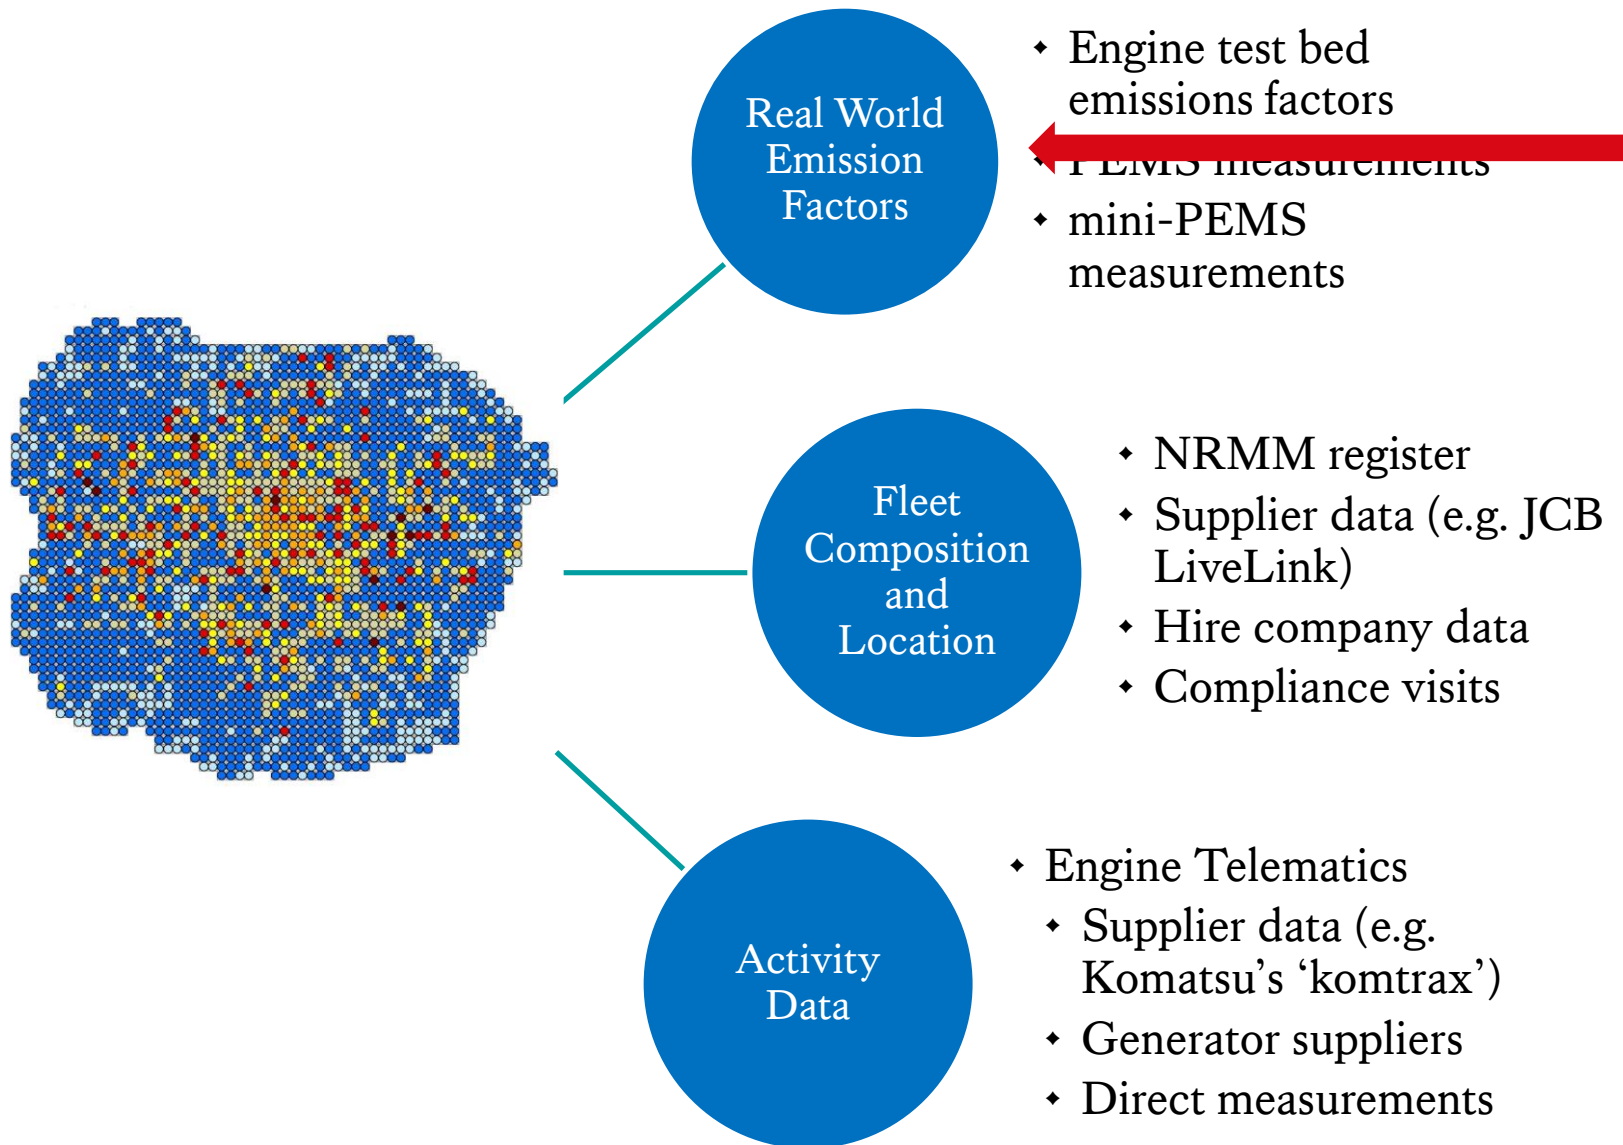 Real World
Emission
Factors
Engine test bed
emissions factors
PEMS measurements
mini-PEMS
measurements
Fleet
Composition
and
Location
NRMM register
Supplier data (e.g. JCB
LiveLink)
Hire company data
Compliance visits
Activity
Data
Engine Telematics
Supplier data (e.g.
Komatsu’s ‘komtrax’)
Generator suppliers
Direct measurements